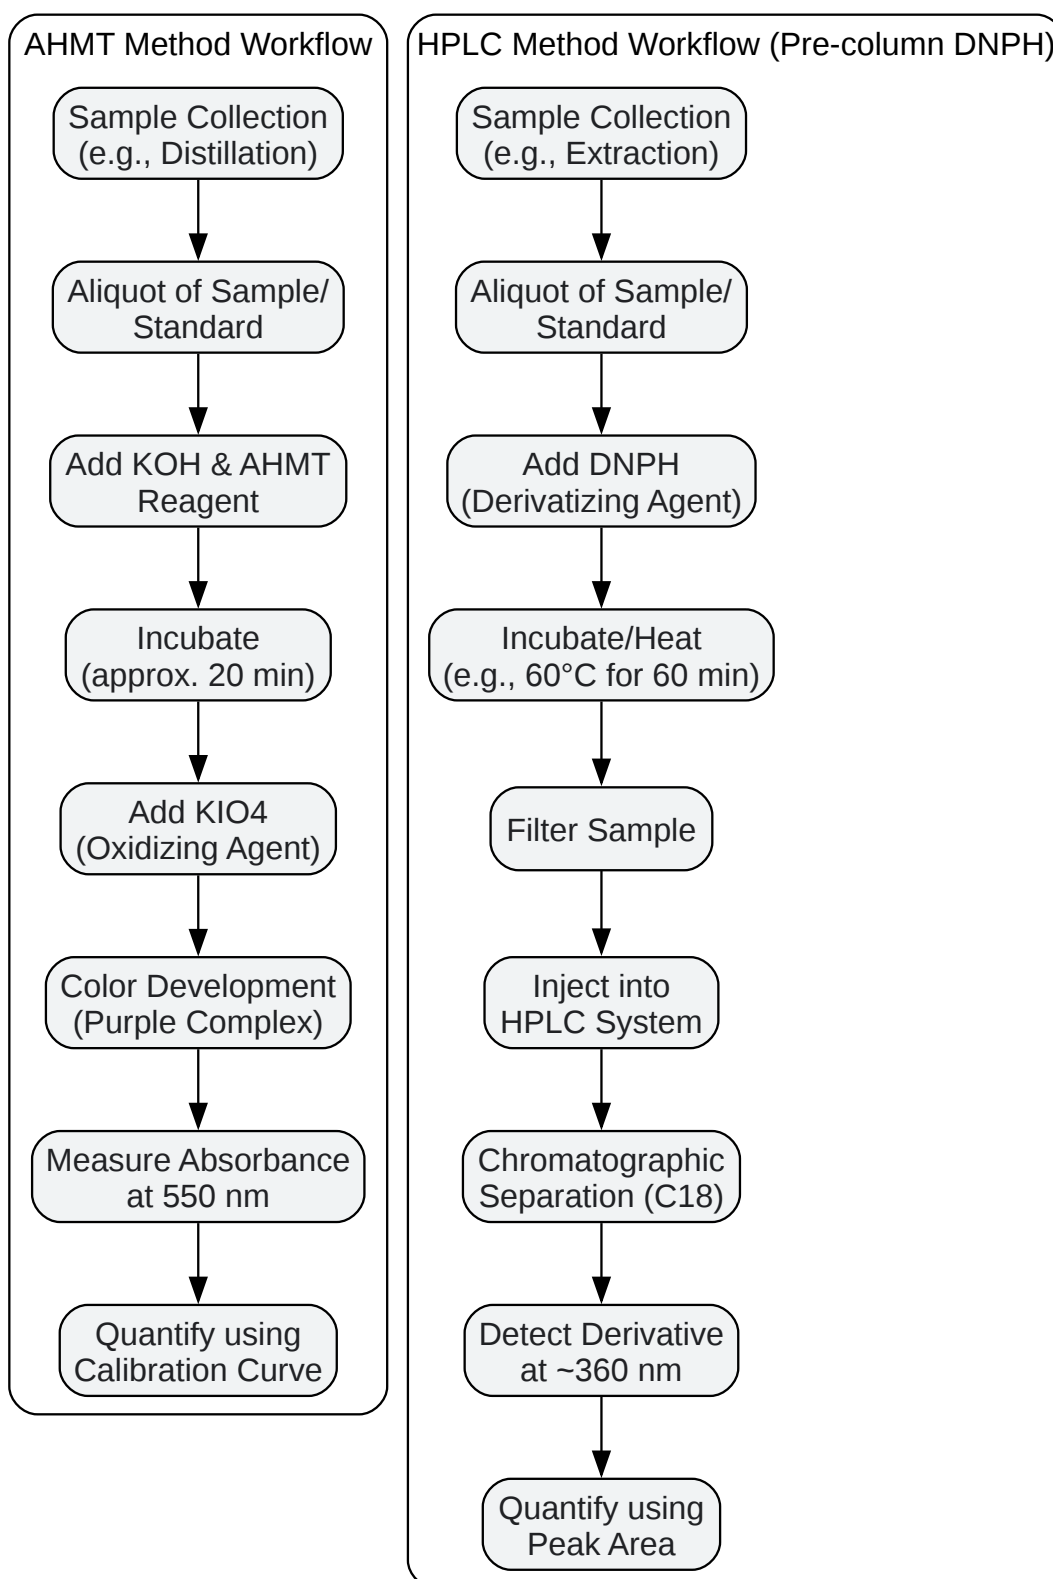 AHMT Method Workflow
Sample Collection
(e.g., Distillation)
Aliquot of Sample/
Standard
Add KOH & AHMT
Reagent
Incubate
(approx. 20 min)
Add KIO4
(Oxidizing Agent)
Color Development
(Purple Complex)
Measure Absorbance
at 550 nm
Quantify using
Calibration Curve
HPLC Method Workflow (Pre-column DNPH)
Sample Collection
(e.g., Extraction)
Aliquot of Sample/
Standard
Add DNPH
(Derivatizing Agent)
Incubate/Heat
(e.g., 60°C for 60 min)
Filter Sample
Inject into
HPLC System
Chromatographic
Separation (C18)
Detect Derivative
at ~360 nm
Quantify using
Peak Area